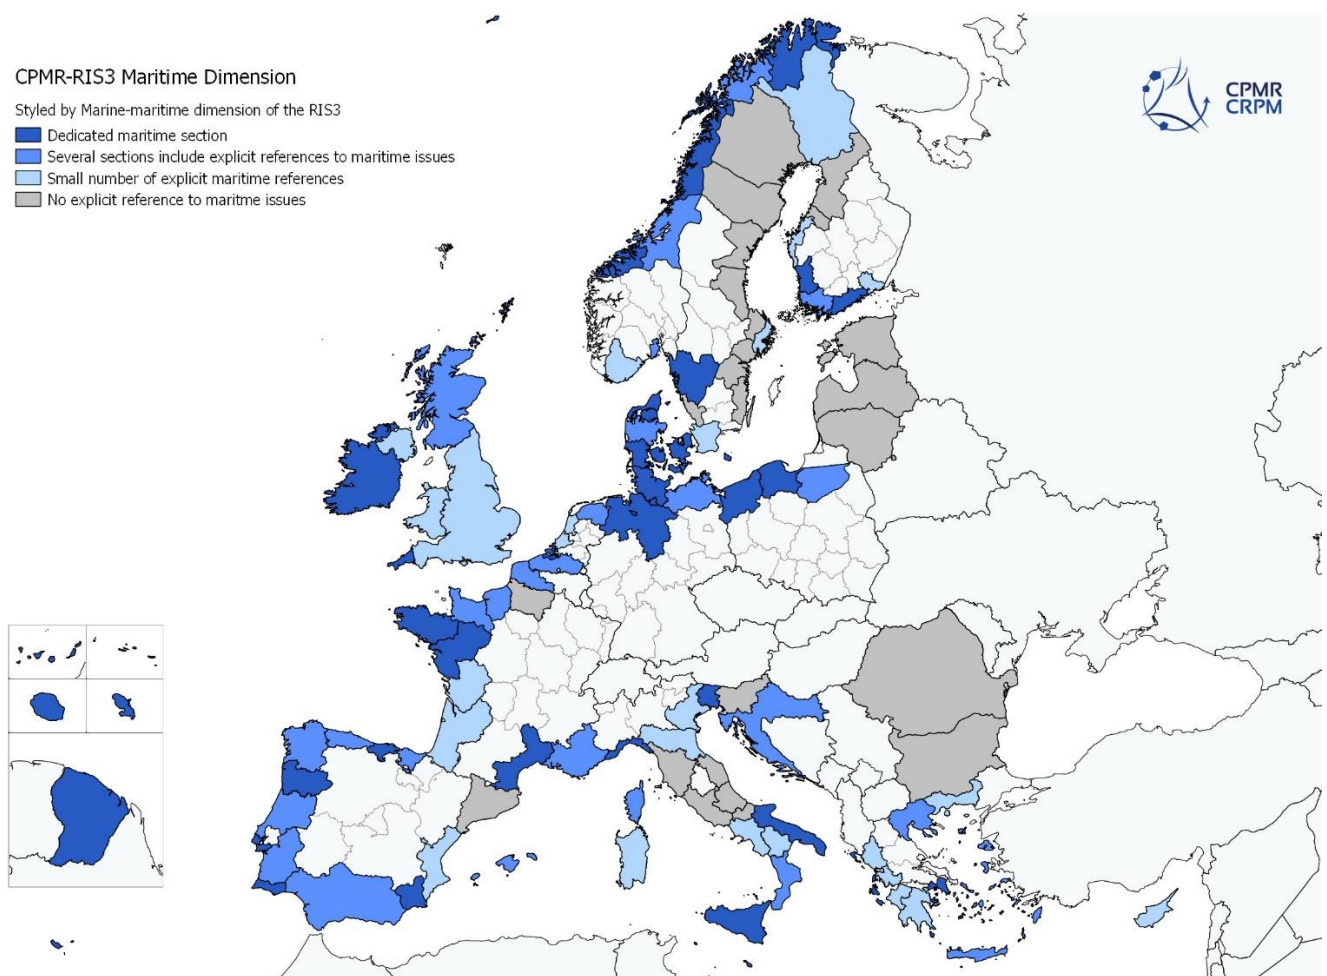 CPMR-RIS3 Maritime Dimension
Styled by Marine-maritime dimension of the RIS3
Dedicated maritime section
Several sections include explicit references to maritime issues
Small number of explicit maritime references
No explicit reference to maritme issues
CPMR
CRPM